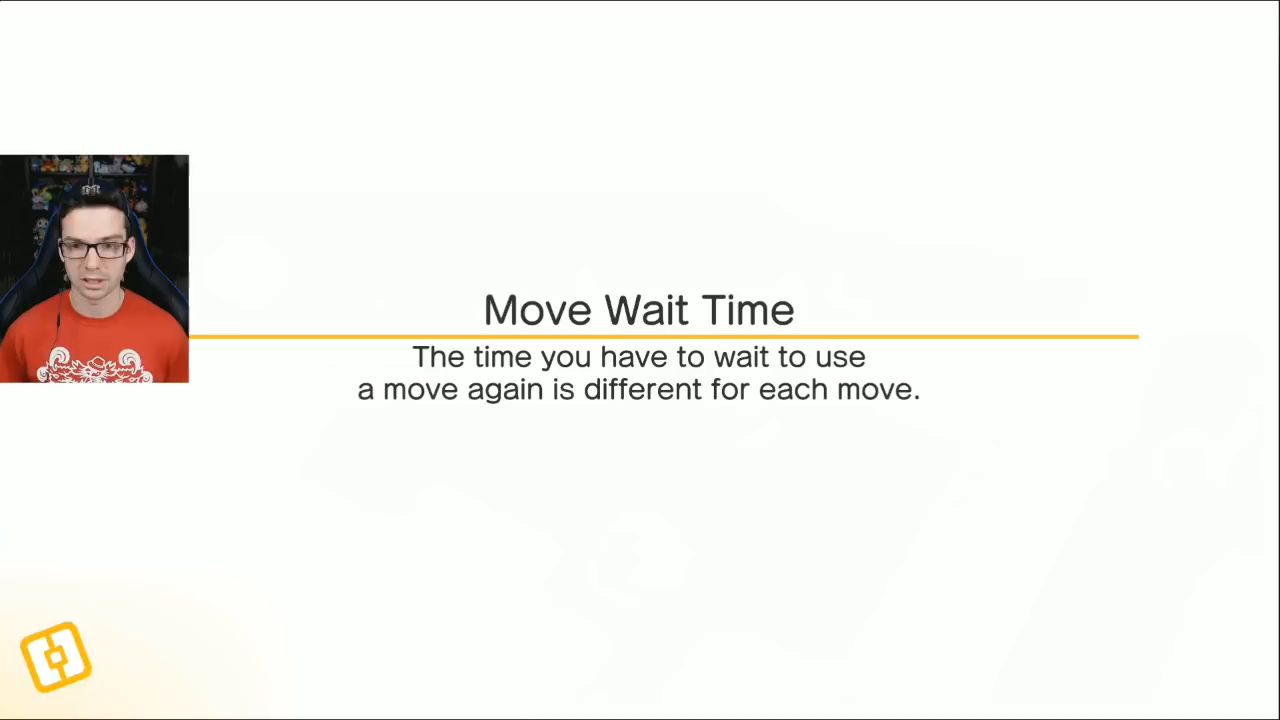 Move Wait Time
The time you have to wait to use
a move again is different for each move.